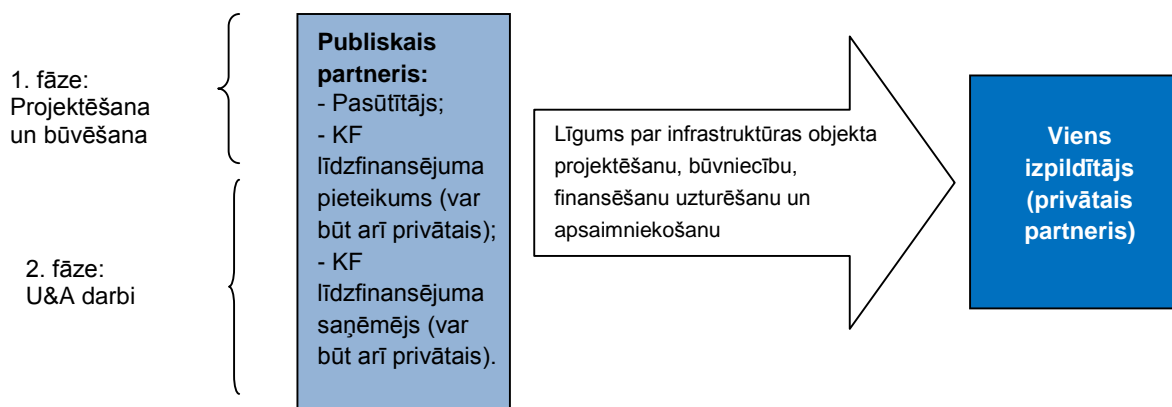 1. fāze:
Projektēšana
un būvēšana
2. fāze:
U&A darbi
Publiskais
partneris:
- Pasūtītājs;
- KF
līdzfinansējuma
pieteikums (var
būt arī privātais);
- KF
līdzfinansējuma
saņēmējs (var
būt arī privātais).
Līgums par infrastruktūras objekta
projektēšanu, būvniecību,
finansēšanu uzturēšanu un
apsaimniekošanu
Viens
izpildītājs
(privātais
partneris)